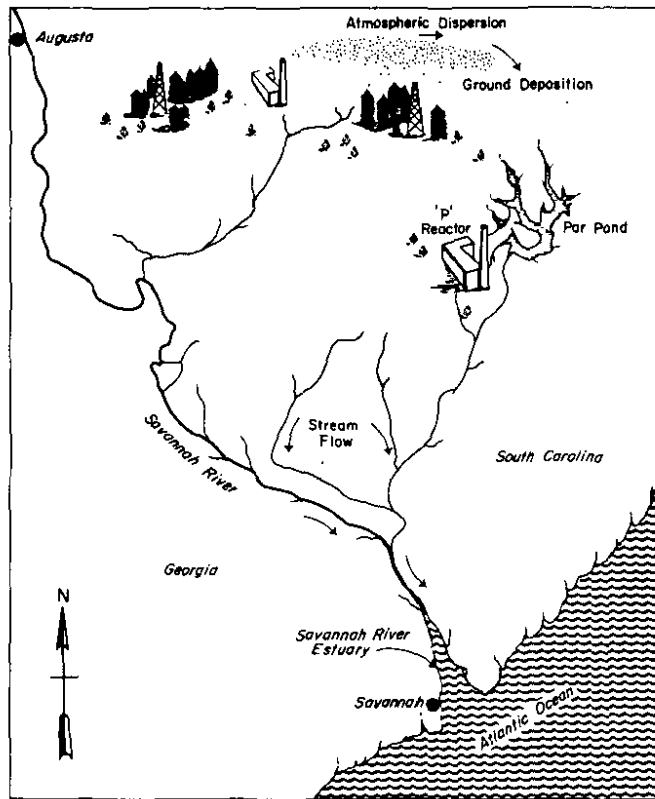 Augusta
Atmospheric Dispersion
Ground Deposition
'P'
Reactor
Par Pond
Stream
Flow
Savannah River
South Carolina
Georgia
N
Savannah River
Estuary
Savannah
Atlantic Ocean